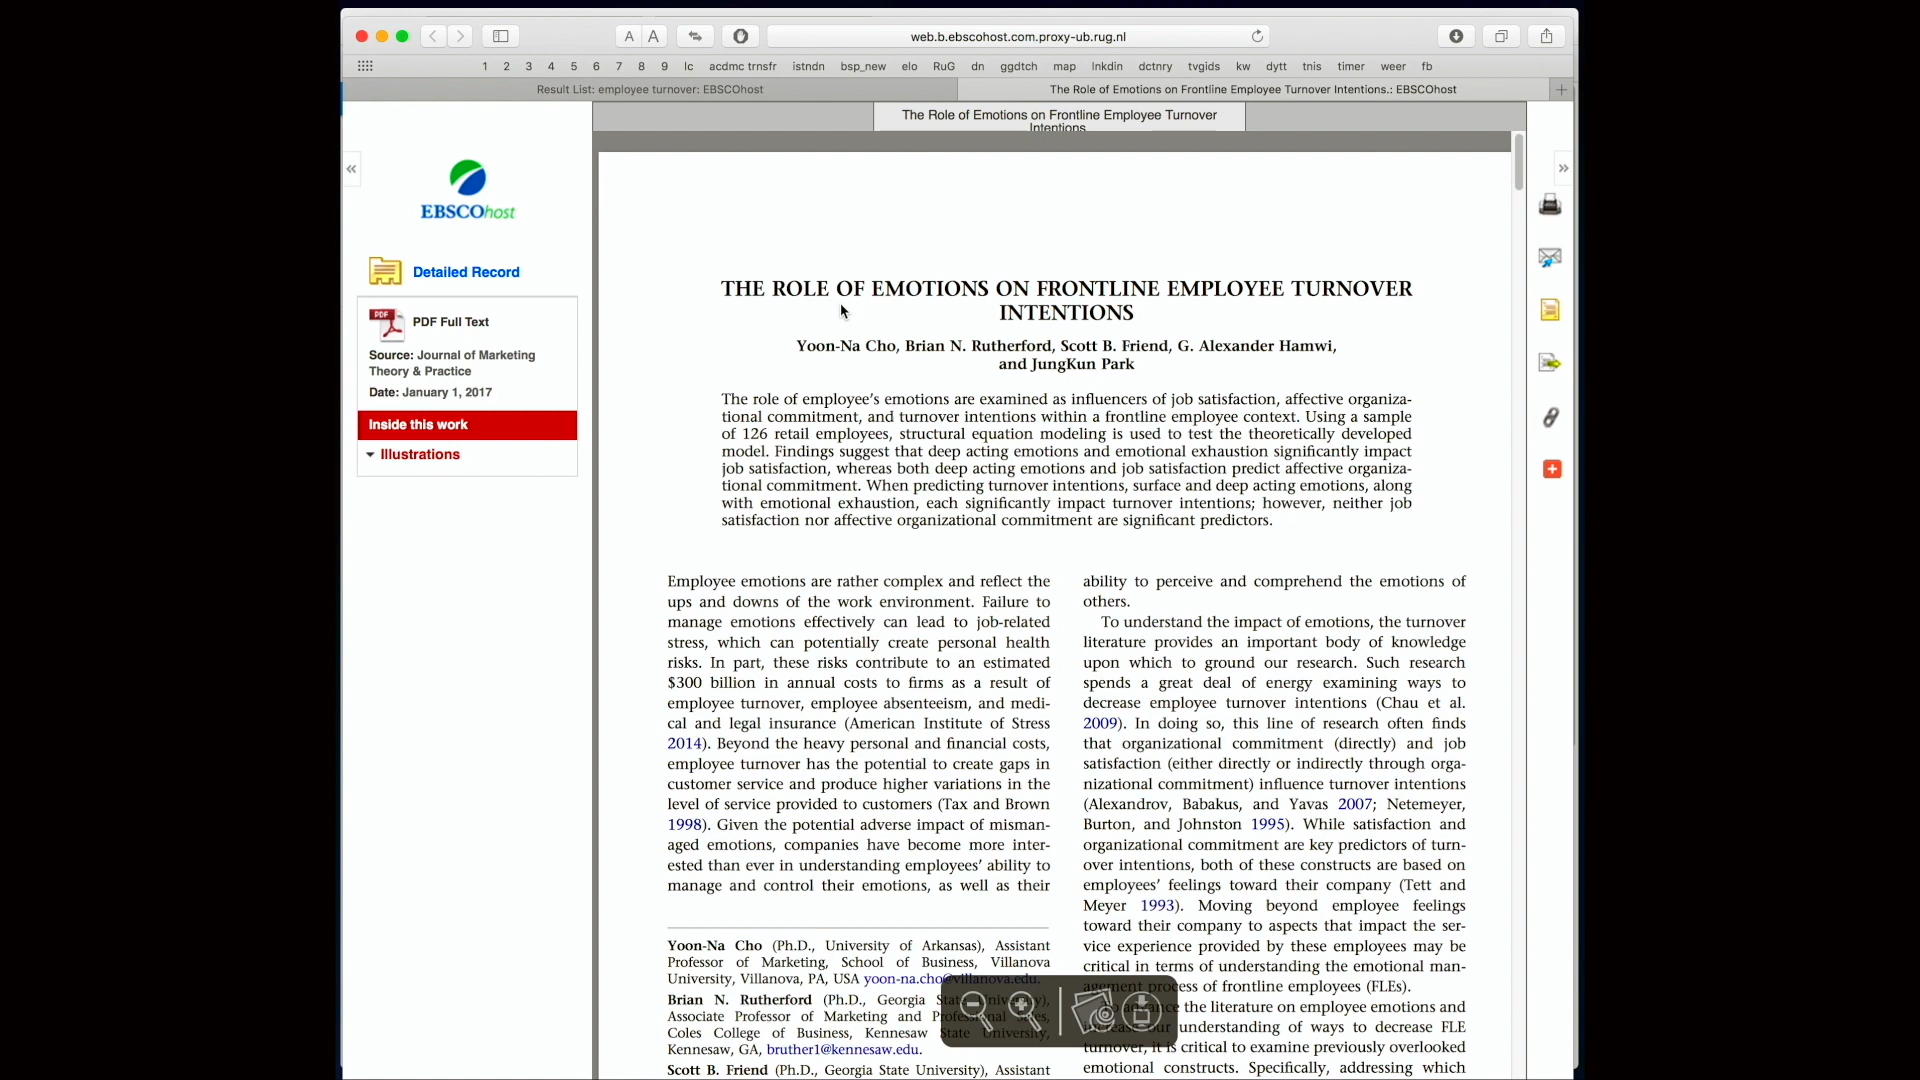 A A
web.b.ebscohost.com.proxy-ub.rug.nl
1 2 3 4 5 6 7 8 9 lc acdmc trnsfr istndn bsp_new elo RuG dn ggdtch map lnkdin dctnry tvgids kw dytt tnis timer weer fb
Result List: employee turnover: EBSCOhost
The Role of Emotions on Frontline Employee Turnover Intentions.: EBSCOhost
The Role of Emotions on Frontline Employee Turnover
Intentions
EBSCOhost
Detailed Record
PDF
PDF Full Text
Source: Journal of Marketing
Theory & Practice
Date: January 1, 2017
Inside this work
Illustrations
THE ROLE OF EMOTIONS ON FRONTLINE EMPLOYEE TURNOVER
INTENTIONS
Yoon-Na Cho, Brian N. Rutherford, Scott B. Friend, G. Alexander Hamwi,
and JungKun Park
The role of employee's emotions are examined as influencers of job satisfaction, affective organiza-
tional commitment, and turnover intentions within a frontline employee context. Using a sample
of 126 retail employees, structural equation modeling is used to test the theoretically developed
model. Findings suggest that deep acting emotions and emotional exhaustion significantly impact
job satisfaction, whereas both deep acting emotions and job satisfaction predict affective organiza-
tional commitment. When predicting turnover intentions, surface and deep acting emotions, along
with emotional exhaustion, each significantly impact turnover intentions; however, neither job
satisfaction nor affective organizational commitment are significant predictors.
Employee emotions are rather complex and reflect the
ups and downs of the work environment. Failure to
manage emotions effectively can lead to job-related
stress, which can potentially create personal health
risks. In part, these risks contribute to an estimated
$300 billion in annual costs to firms as a result of
employee turnover, employee absenteeism, and medi-
cal and legal insurance (American Institute of Stress
2014). Beyond the heavy personal and financial costs,
employee turnover has the potential to create gaps in
customer service and produce higher variations in the
level of service provided to customers (Tax and Brown
1998). Given the potential adverse impact of misman-
aged emotions, companies have become more inter-
ested than ever in understanding employees' ability to
manage and control their emotions, as well as their
Yoon-Na Cho (Ph.D., University of Arkansas), Assistant
Professor of Marketing, School of Business, Villanova
University, Villanova, PA, USA yoon-na.cho@villanova.edu.
Brian N. Rutherford (Ph.D., Georgia State University),
Associate Professor of Marketing and Professional Sales,
Coles College of Business, Kennesaw State University,
Kennesaw, GA, bruther1@kennesaw.edu.
Scott B. Friend (Ph.D., Georgia State University), Assistant
ability to perceive and comprehend the emotions of
others.
To understand the impact of emotions, the turnover
literature provides an important body of knowledge
upon which to ground our research. Such research
spends a great deal of energy examining ways to
decrease employee turnover intentions (Chau et al.
2009). In doing so, this line of research often finds
that organizational commitment (directly) and job
satisfaction (either directly or indirectly through orga-
nizational commitment) influence turnover intentions
(Alexandrov, Babakus, and Yavas 2007; Netemeyer,
Burton, and Johnston 1995). While satisfaction and
organizational commitment are key predictors of turn-
over intentions, both of these constructs are based on
employees' feelings toward their company (Tett and
Meyer 1993). Moving beyond employee feelings
toward their company to aspects that impact the ser-
vice experience provided by these employees may be
critical in terms of understanding the emotional man-
agement process of frontline employees (FLEs).
To advance the literature on employee emotions and
increase our understanding of ways to decrease FLE
turnover, it is critical to examine previously overlooked
emotional constructs. Specifically, addressing which